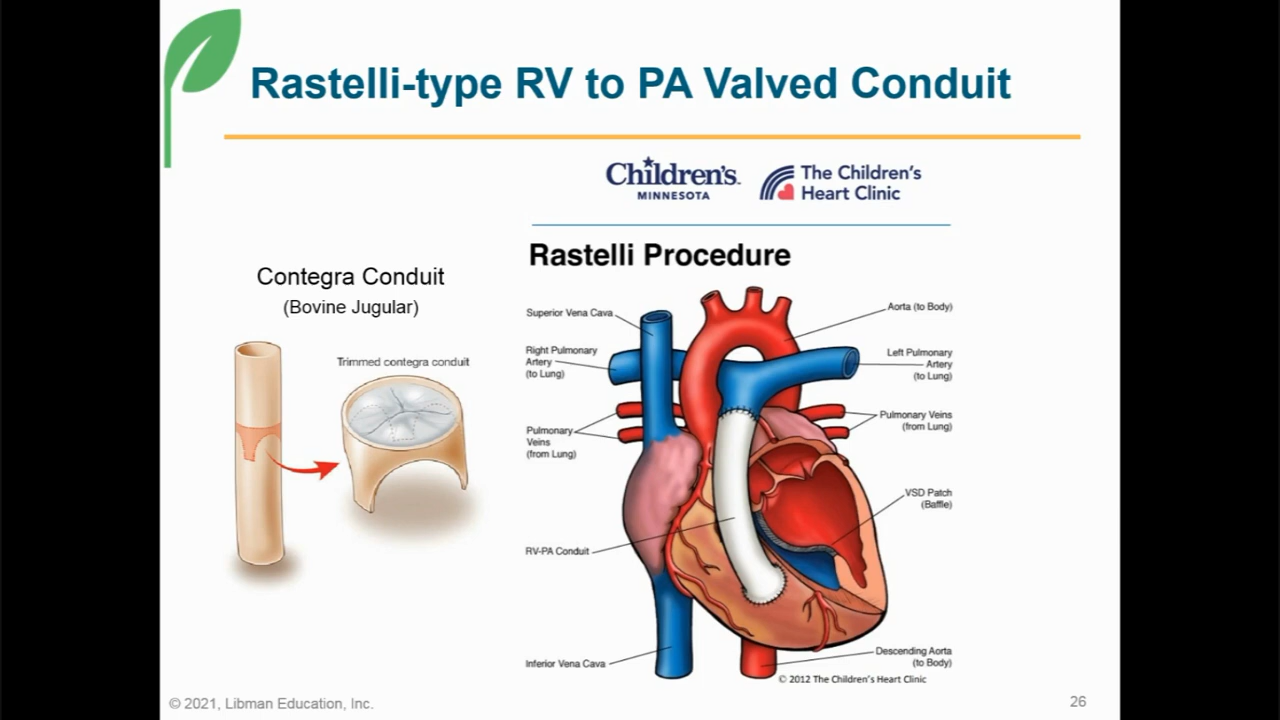 Rastelli-type RV to PA Valved Conduit
Children's
MINNESOTA
The Children's
Heart Clinic
Rastelli Procedure
Contegra Conduit
(Bovine Jugular)
Trimmed contegra conduit
Superior Vena Cava
Right Pulmonary
Artery
(to Lung)
Pulmonary
Veins
(from Lung)
RV-PA Conduit
Inferior Vena Cava
Aorta (to Body)
Left Pulmonary
Artery
(to Lung)
Pulmonary Veins
(from Lung)
VSD Patch
(Baffle)
Descending Aorta
(to Body)
© 2012 The Children's Heart Clinic
© 2021, Libman Education, Inc.
26